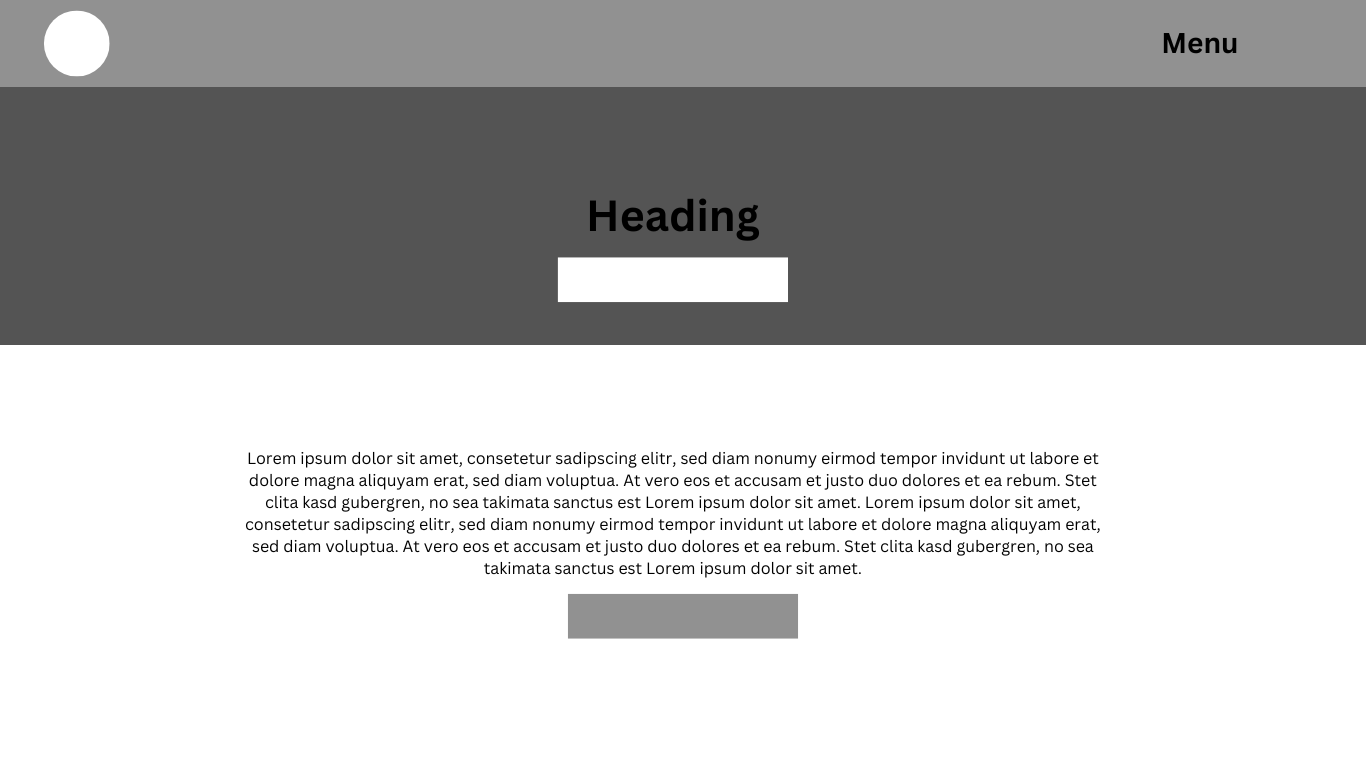 Menu
Heading
Lorem ipsum dolor sit amet, consetetur sadipscing elitr, sed diam nonumy eirmod tempor invidunt ut labore et
dolore magna aliquyam erat, sed diam voluptua. At vero eos et accusam et justo duo dolores et ea rebum. Stet
clita kasd gubergren, no sea takimata sanctus est Lorem ipsum dolor sit amet. Lorem ipsum dolor sit amet,
consetetur sadipscing elitr, sed diam nonumy eirmod tempor invidunt ut labore et dolore magna aliquyam erat,
sed diam voluptua. At vero eos et accusam et justo duo dolores et ea rebum. Stet clita kasd gubergren, no sea
takimata sanctus est Lorem ipsum dolor sit amet.